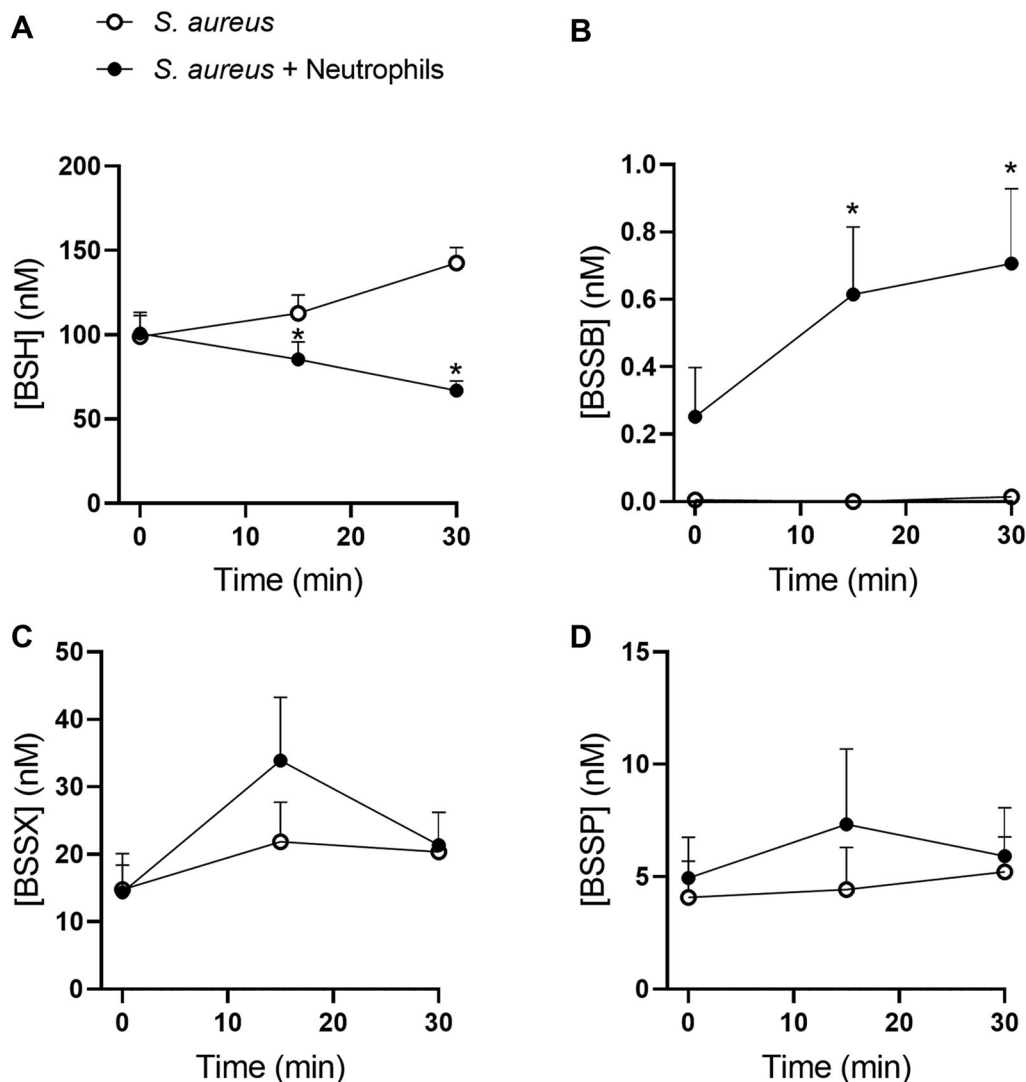 A
S. aureus
S. aureus + Neutrophils
[BSH] (nM)
200
150
100
50
0
*
*
0 10 20 30
Time (min)
B
[BSSB] (nM)
1.0
0.8
0.6
0.4
0.2
0.0
*
*
0 10 20 30
Time (min)
C
[BSSX] (nM)
50
40
30
20
10
0
0 10 20 30
Time (min)
D
[BSSP] (nM)
15
10
5
0
0 10 20 30
Time (min)